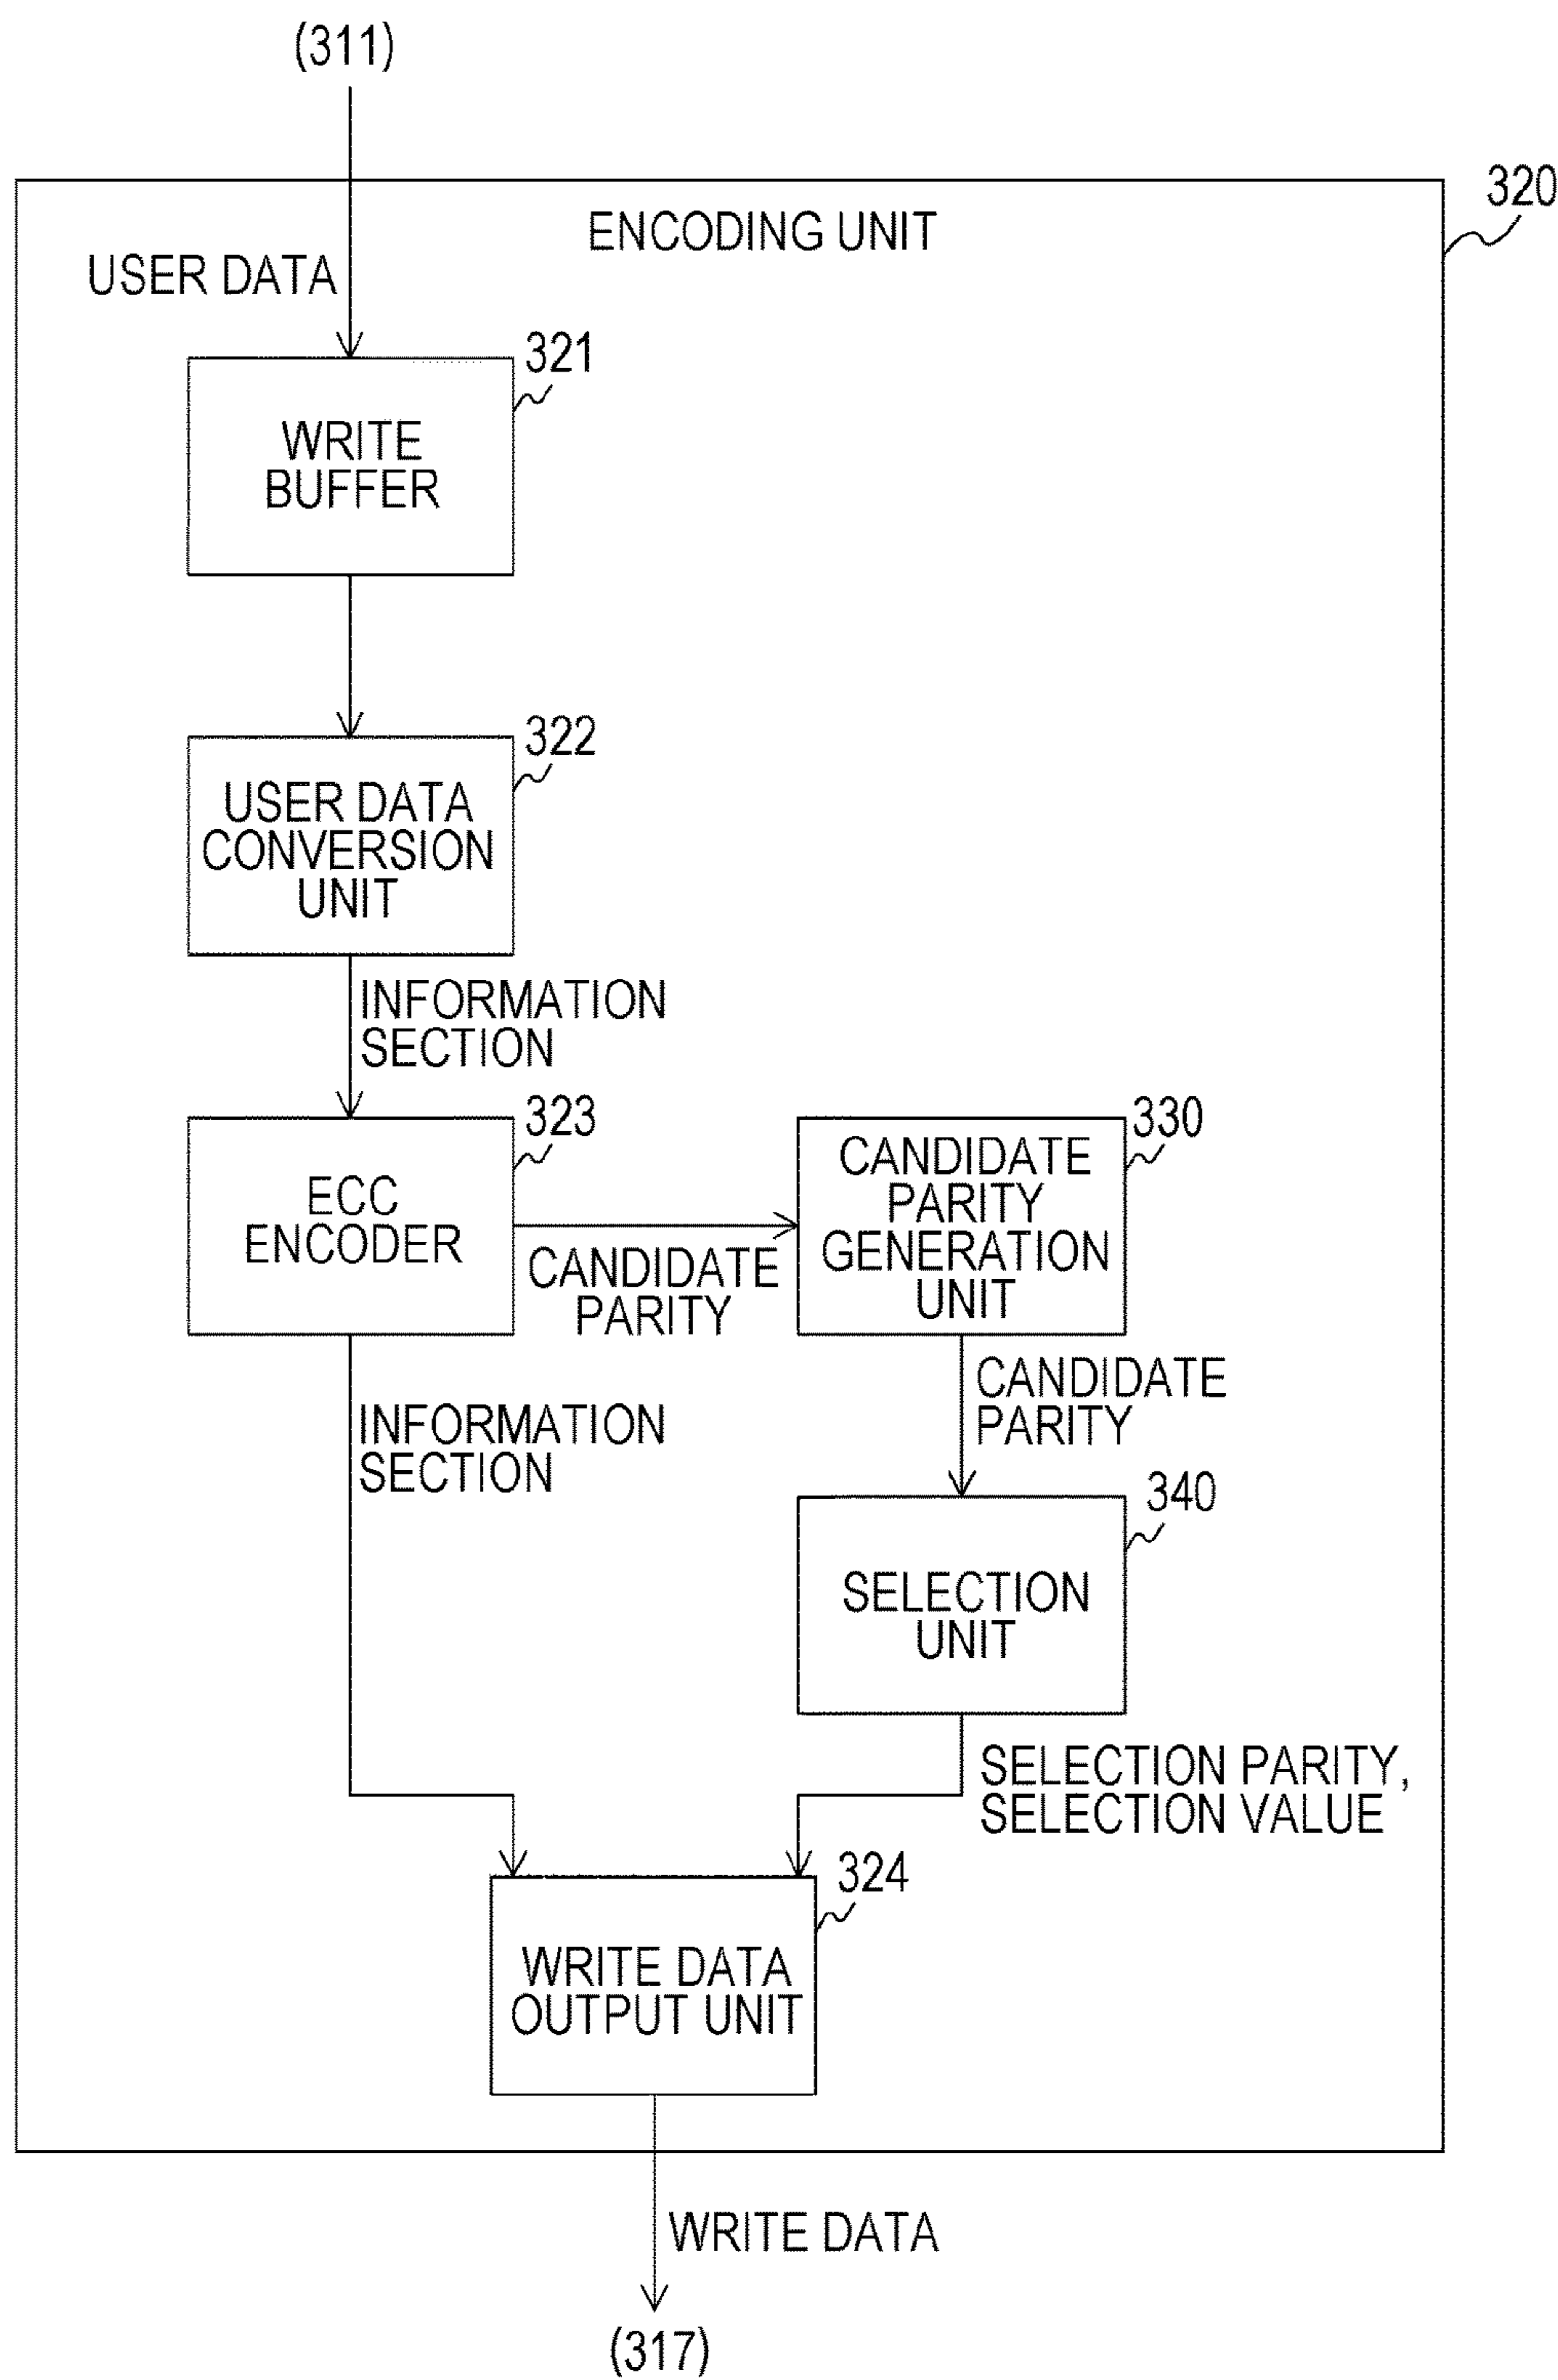 (311)
320
ENCODING UNIT
USER DATA
321
WRITE
BUFFER
322
USER DATA
CONVERSION
UNIT
INFORMATION
SECTION
323
ECC
ENCODER
330
CANDIDATE
PARITY
GENERATION
UNIT
CANDIDATE
PARITY
CANDIDATE
PARITY
INFORMATION
SECTION
340
SELECTION
UNIT
SELECTION PARITY,
SELECTION VALUE
324
WRITE DATA
OUTPUT UNIT
WRITE DATA
(317)